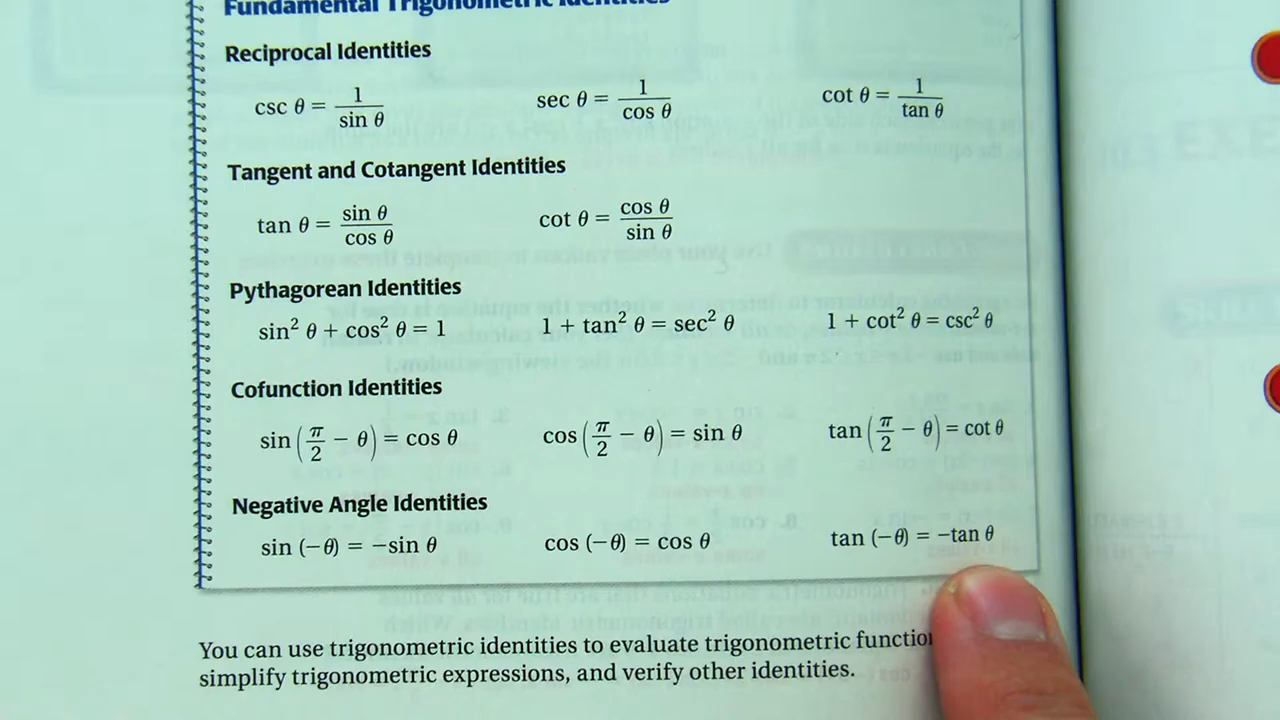 Fundamental Trigonometric Identities
Reciprocal Identities
csc θ = 1/sin θ sec θ = 1/cos θ cot θ = 1/tan θ
Tangent and Cotangent Identities
tan θ = sin θ/cos θ cot θ = cos θ/sin θ
Pythagorean Identities
sin² θ + cos² θ = 1 1 + tan² θ = sec² θ 1 + cot² θ = csc² θ
Cofunction Identities
sin (π/2 − θ) = cos θ cos (π/2 − θ) = sin θ tan (π/2 − θ) = cot θ
Negative Angle Identities
sin (−θ) = −sin θ cos (−θ) = cos θ tan (−θ) = −tan θ
You can use trigonometric identities to evaluate trigonometric function
simplify trigonometric expressions, and verify other identities.